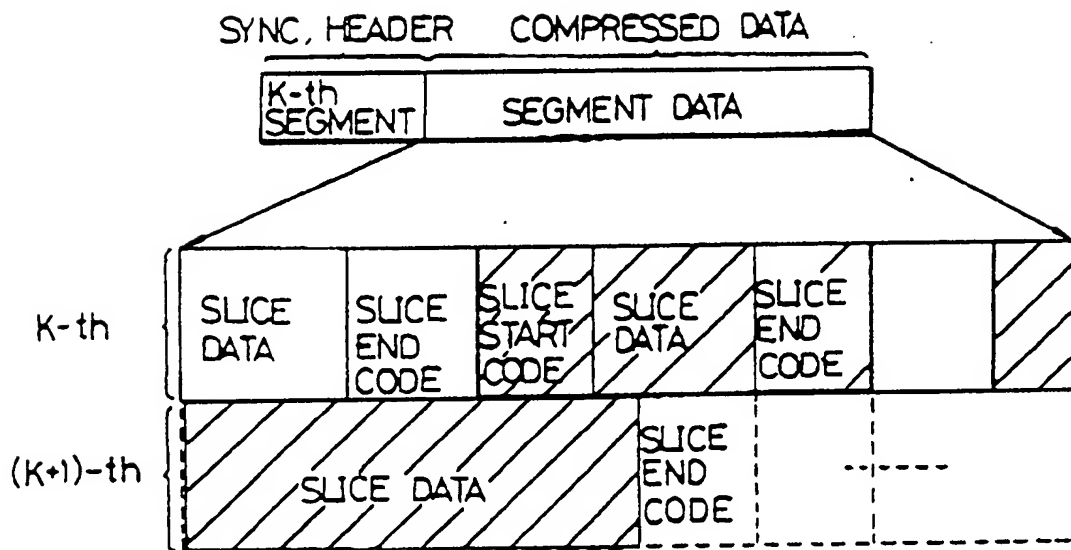 SYNC, HEADER COMPRESSED DATA
K-th
SEGMENT
SEGMENT DATA
K-th
SLICE
DATA
SLICE
END
CODE
SLICE
START
CODE
SLICE
DATA
SLICE
END
CODE
(K+1)-th
SLICE DATA
SLICE
END
CODE